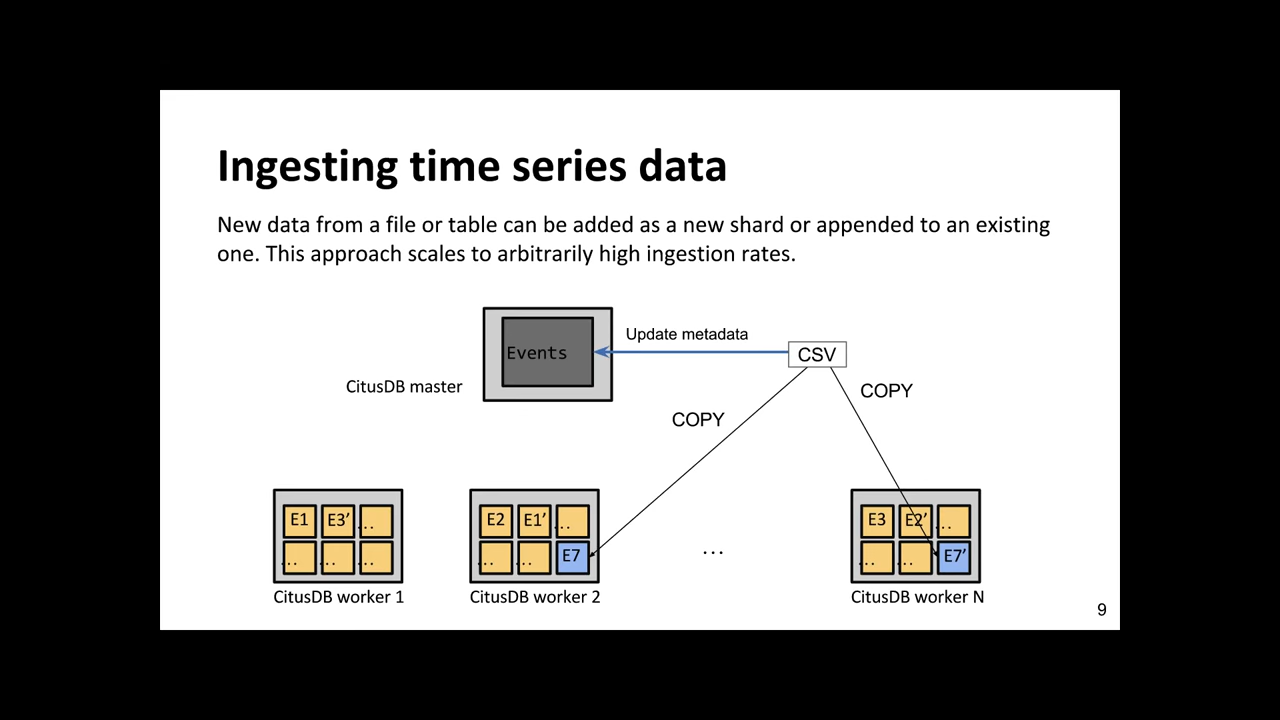 Ingesting time series data
New data from a file or table can be added as a new shard or appended to an existing
one. This approach scales to arbitrarily high ingestion rates.
Update metadata
Events
CSV
CitusDB master
COPY
COPY
E1 E3’ ...
... ... ...
CitusDB worker 1
E2 E1’ ...
... ... E7
CitusDB worker 2
...
E3 E2’ ...
... ... E7’
CitusDB worker N
9